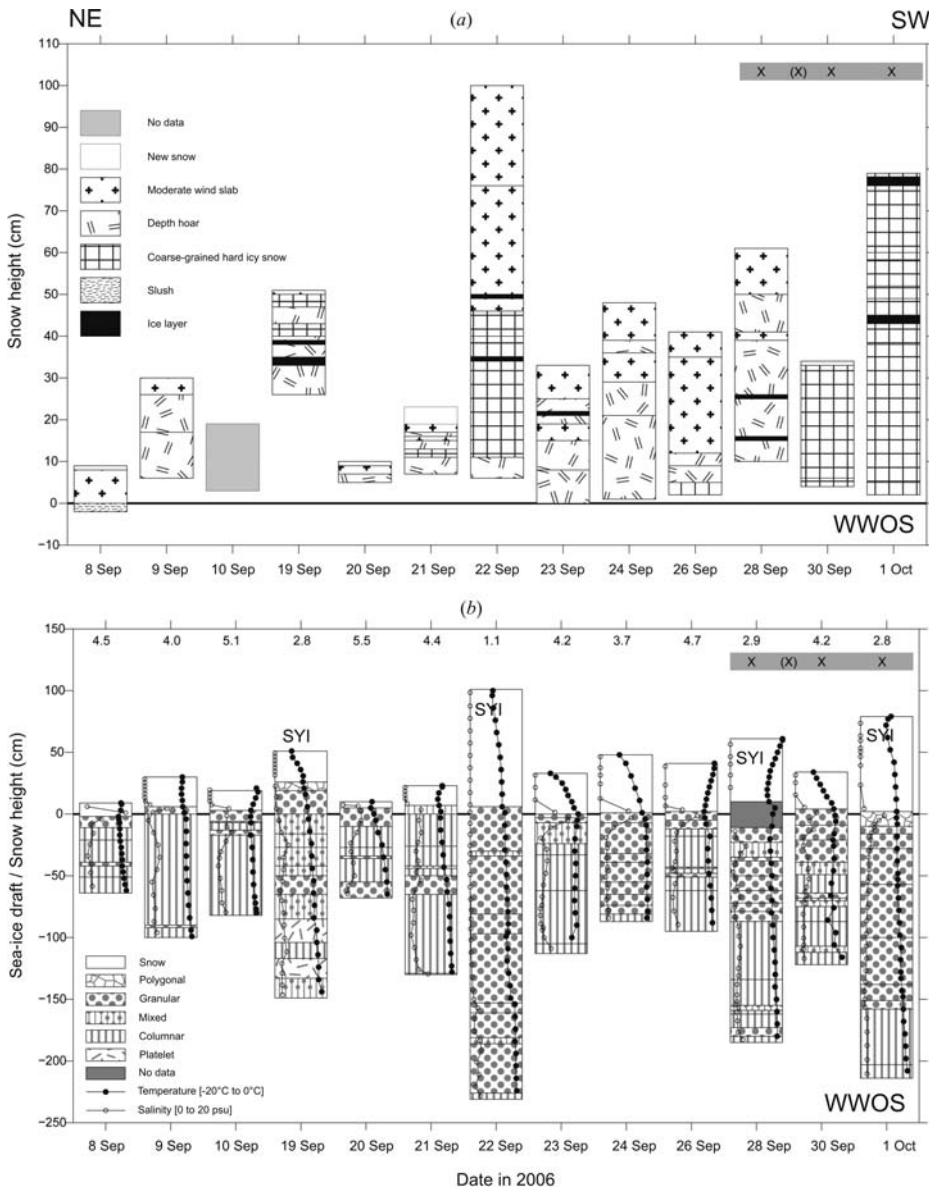 NE (a) SW
110
100
90
80
70
60
50
40
30
20
10
0
−10
Snow height (cm)
No data
New snow
Moderate wind slab
Depth hoar
Coarse-grained hard icy snow
Slush
Ice layer
X (X) X X
WWOS
8 Sep 9 Sep 10 Sep 19 Sep 20 Sep 21 Sep 22 Sep 23 Sep 24 Sep 26 Sep 28 Sep 30 Sep 1 Oct
(b)
4.5 4.0 5.1 2.8 5.5 4.4 1.1 4.2 3.7 4.7 2.9 4.2 2.8
X (X) X X
150
100
50
0
−50
−100
−150
−200
−250
Sea-ice draft / Snow height (cm)
SYI SYI SYI SYI
Snow
Polygonal
Granular
Mixed
Columnar
Platelet
No data
Temperature [-20°C to 0°C]
Salinity [0 to 20 psu]
WWOS
8 Sep 9 Sep 10 Sep 19 Sep 20 Sep 21 Sep 22 Sep 23 Sep 24 Sep 26 Sep 28 Sep 30 Sep 1 Oct
Date in 2006